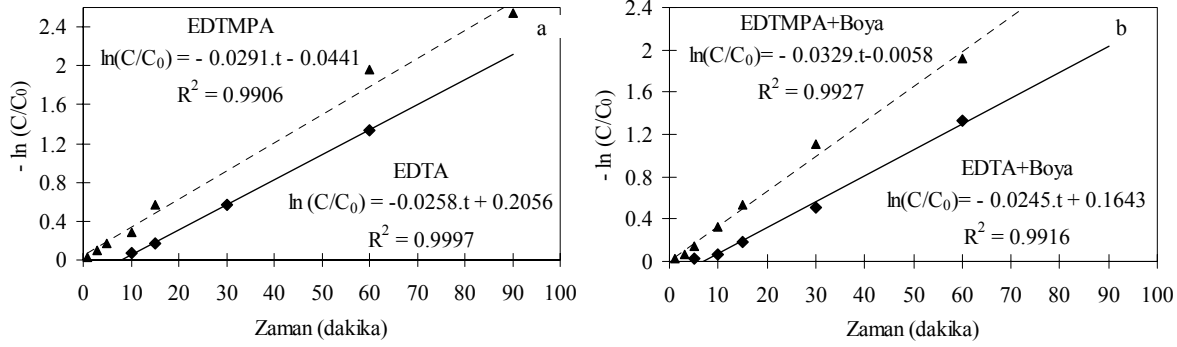 a
EDTMPA
ln(C/C₀) = - 0.0291.t - 0.0441
R² = 0.9906
EDTA
ln (C/C₀) = -0.0258.t + 0.2056
R² = 0.9997
- ln (C/C₀)
2.4
2
1.6
1.2
0.8
0.4
0
0 10 20 30 40 50 60 70 80 90 100
Zaman (dakika)
b
EDTMPA+Boya
ln(C/C₀)= - 0.0329.t-0.0058
R² = 0.9927
EDTA+Boya
ln(C/C₀)= - 0.0245.t + 0.1643
R² = 0.9916
- ln (C/C₀)
2.4
2
1.6
1.2
0.8
0.4
0
0 10 20 30 40 50 60 70 80 90 100
Zaman (dakika)